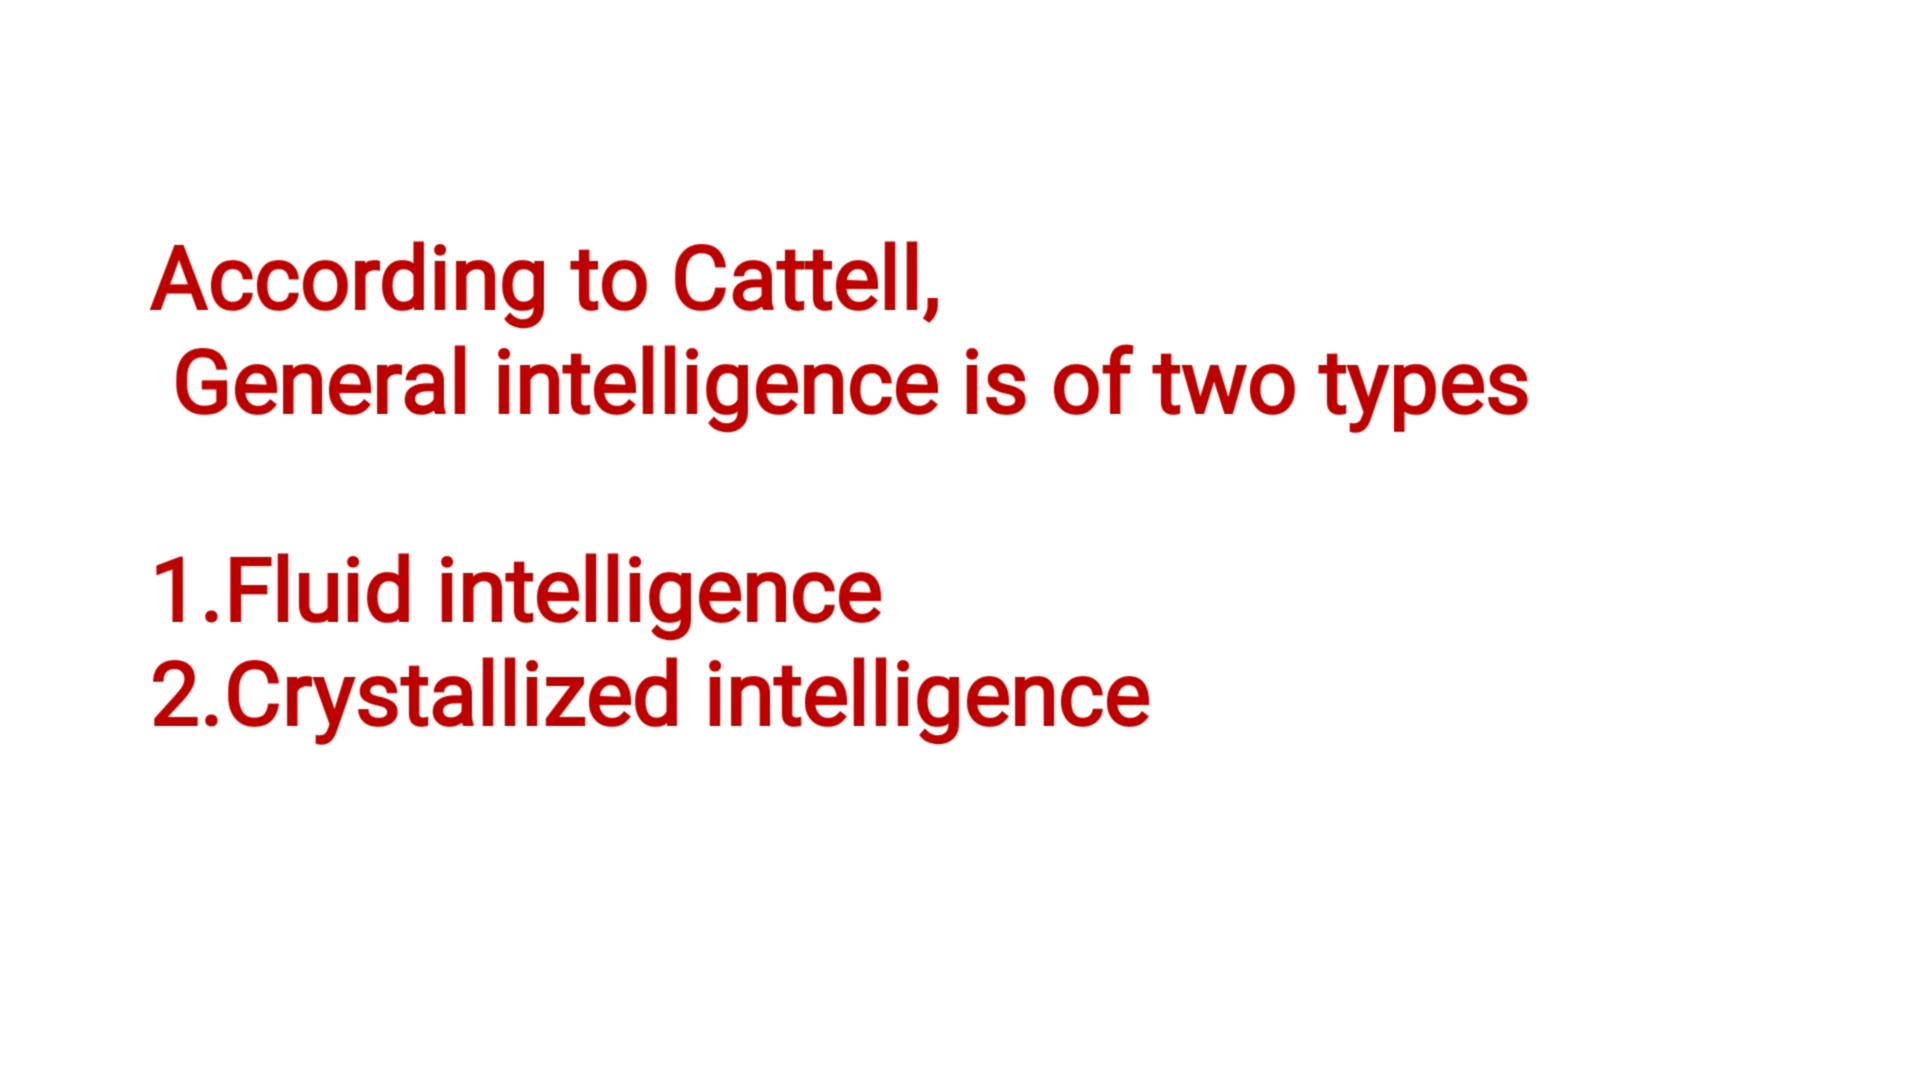 According to Cattell,
General intelligence is of two types
1.Fluid intelligence
2.Crystallized intelligence